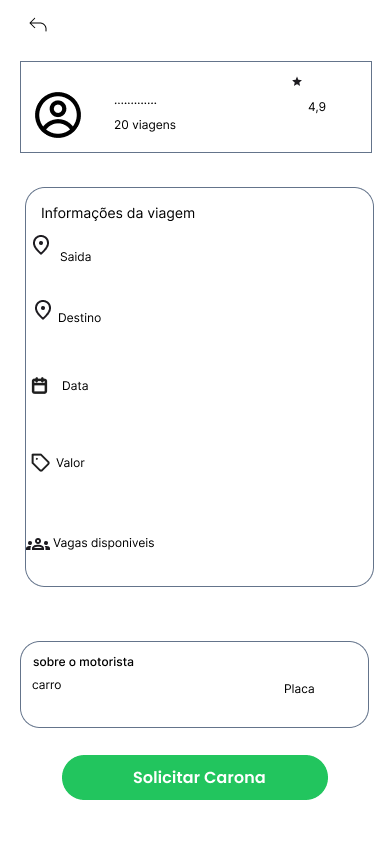 .............
4,9
20 viagens
Informações da viagem
Saida
Destino
Data
Valor
Vagas disponiveis
sobre o motorista
carro
Placa
Solicitar Carona